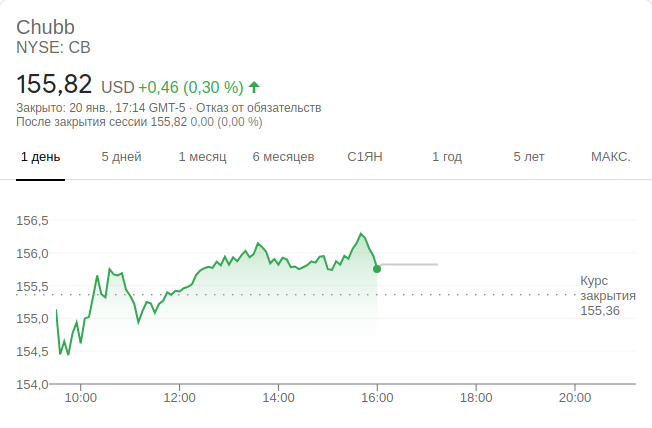 Chubb
NYSE: CB
155,82 USD +0,46 (0,30 %)
Закрыто: 20 янв., 17:14 GMT-5 · Отказ от обязательств
После закрытия сессии 155,82 0,00 (0,00 %)
1 день 5 дней 1 месяц 6 месяцев С1ЯН 1 год 5 лет МАКС.
156,5
156,0
155,5
155,0
154,5
154,0
Курс
закрытия
155,36
10:00 12:00 14:00 16:00 18:00 20:00